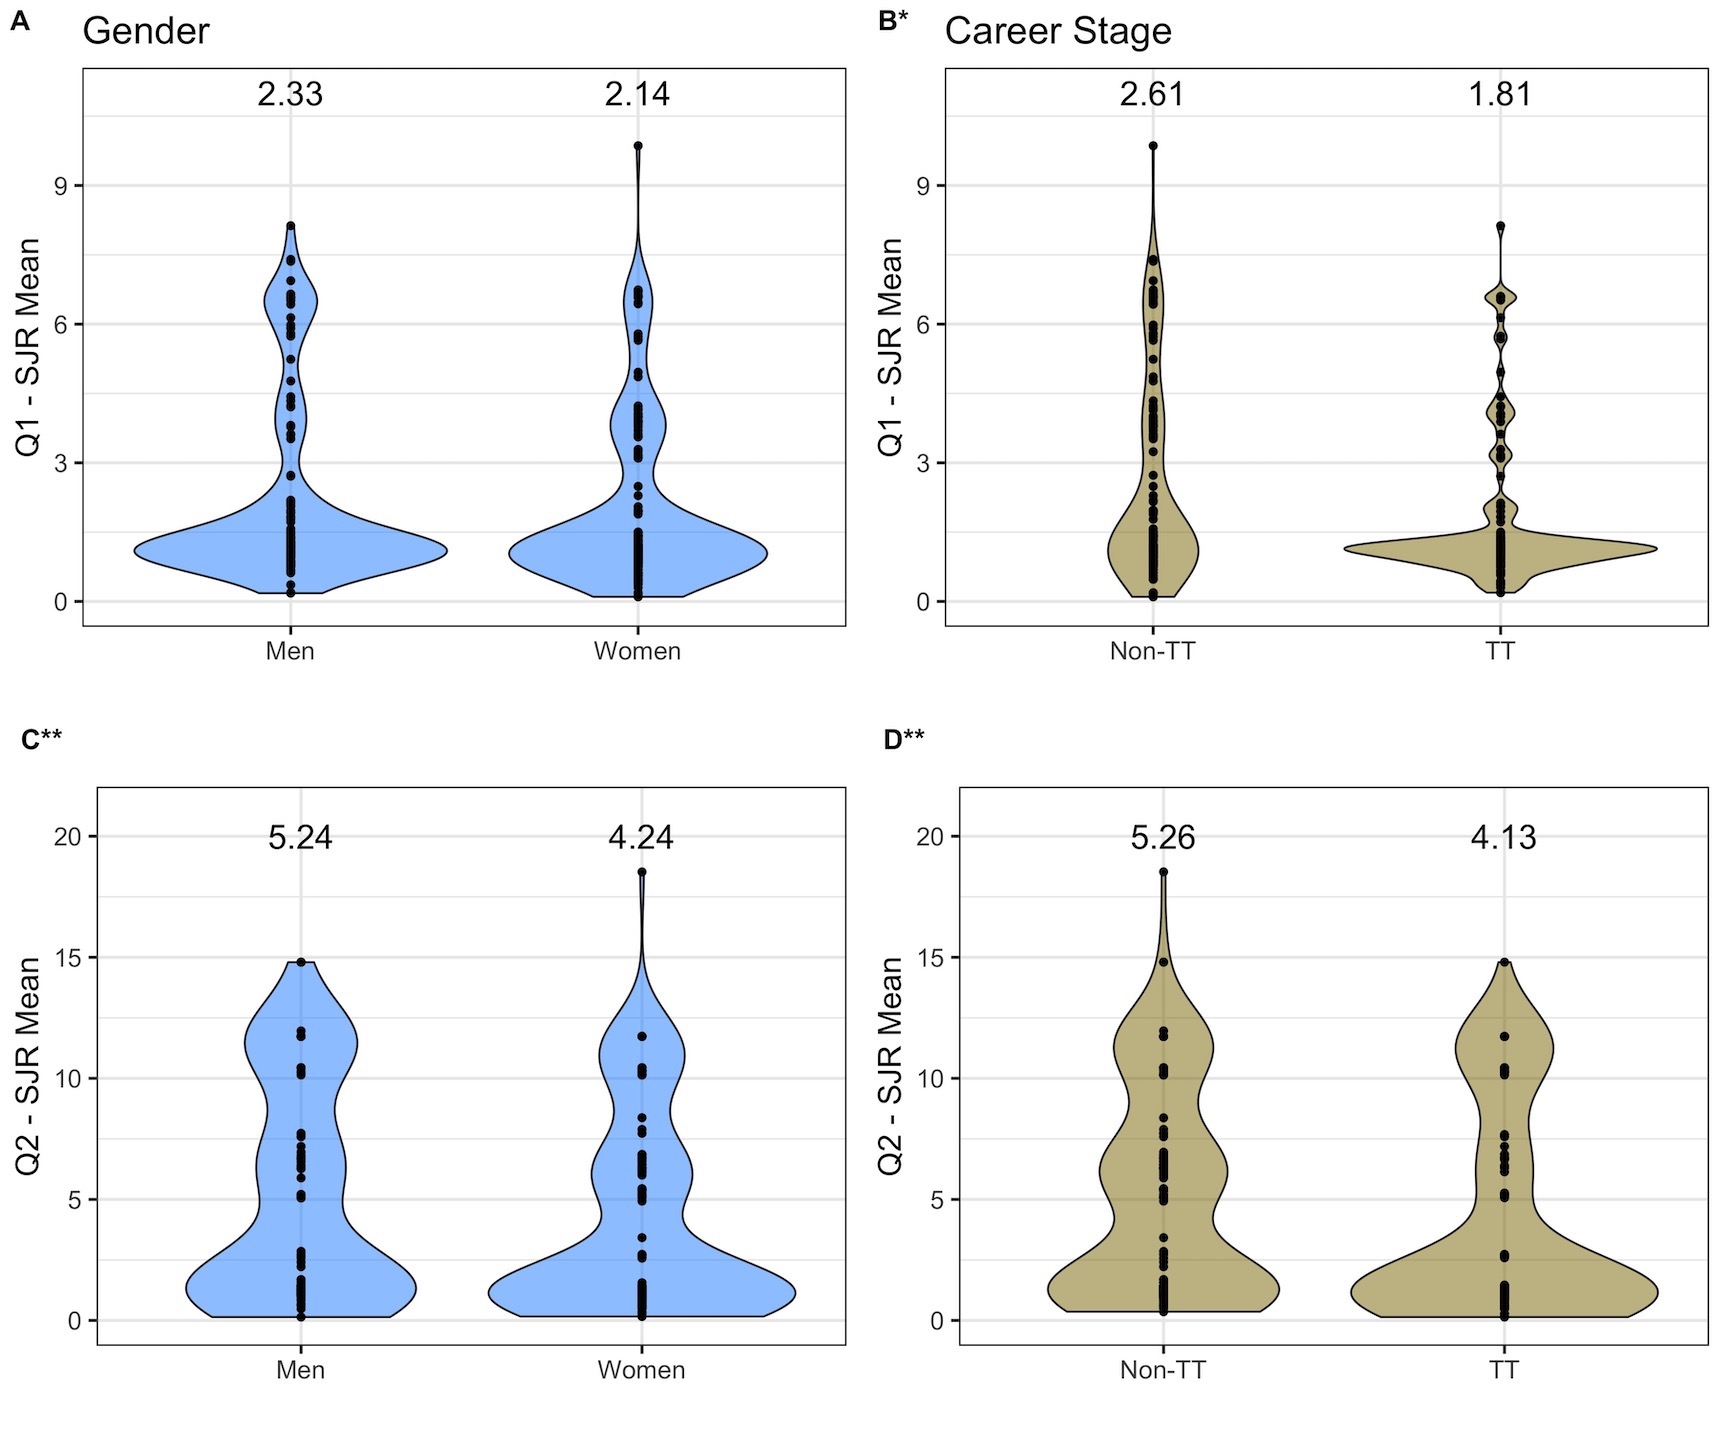 A Gender
2.33 2.14
9
6
3
0
Q1 - SJR Mean
Men Women
B* Career Stage
2.61 1.81
9
6
3
0
Q1 - SJR Mean
Non-TT TT
C**
5.24 4.24
20
15
10
5
0
Q2 - SJR Mean
Men Women
D**
5.26 4.13
20
15
10
5
0
Q2 - SJR Mean
Non-TT TT